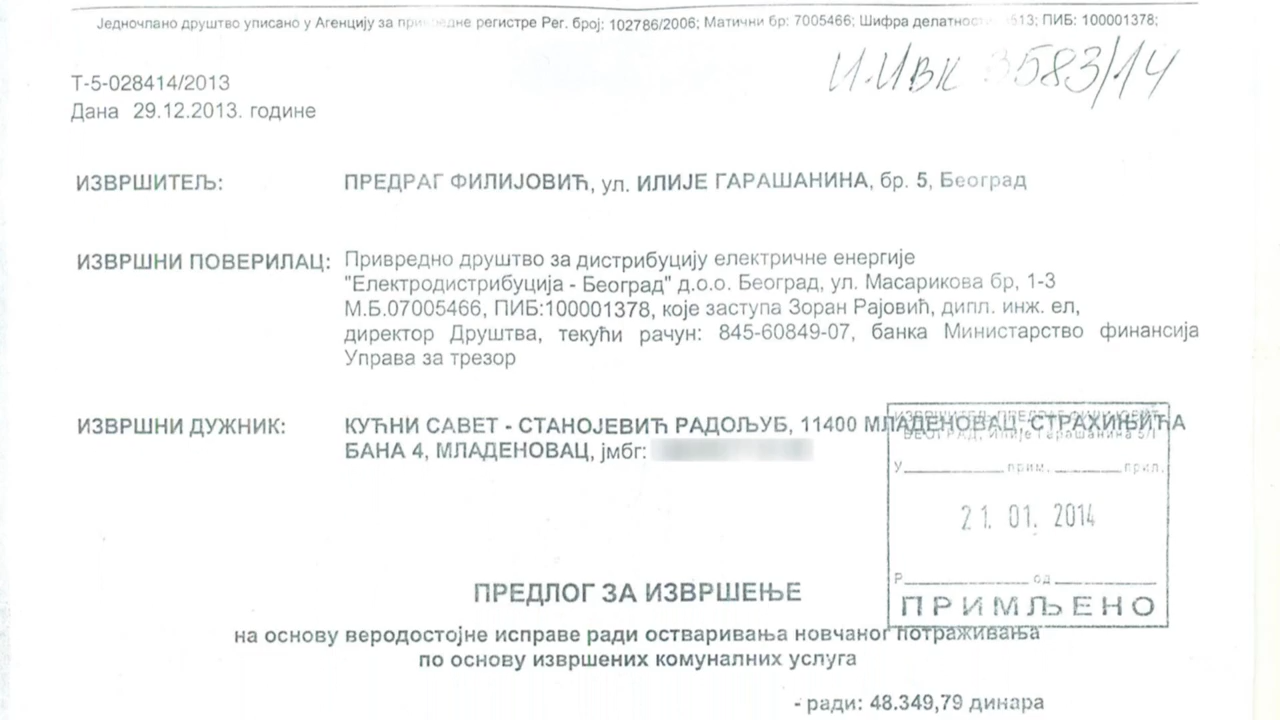 Једночлано друштво уписано у Агенцију за привредне регистре Рег. број: 102786/2006; Матични бр: 7005466; Шифра делатности 3513; ПИБ: 100001378;
И.Ивк 3583/14
Т-5-028414/2013
Дана 29.12.2013. године
ИЗВРШИТЕЉ: ПРЕДРАГ ФИЛИЈОВИЋ, ул. ИЛИЈЕ ГАРАШАНИНА, бр. 5, Београд
ИЗВРШНИ ПОВЕРИЛАЦ: Привредно друштво за дистрибуцију електричне енергије
"Електродистрибуција - Београд" д.о.о. Београд, ул. Масарикова бр, 1-3
М.Б.07005466, ПИБ:100001378, које заступа Зоран Рајовић, дипл. инж. ел,
директор Друштва, текући рачун: 845-60849-07, банка Министарство финансија
Управа за трезор
ИЗВРШНИ ДУЖНИК: КУЋНИ САВЕТ - СТАНОЈЕВИЋ РАДОЉУБ, 11400 МЛАДЕНОВАЦ, СТРАХИЊИЋА
БАНА 4, МЛАДЕНОВАЦ, јмбг:
ИЗВРШИТЕЉ ПРЕДРАГ ФИЛИЈОВИЋ
БЕОГРАД, Илије Гарашанина 5/1
У прим. прил.
21. 01. 2014
Р од
ПРИМЉЕНО
ПРЕДЛОГ ЗА ИЗВРШЕЊЕ
на основу веродостојне исправе ради остваривања новчаног потраживања
по основу извршених комуналних услуга
- ради: 48.349,79 динара